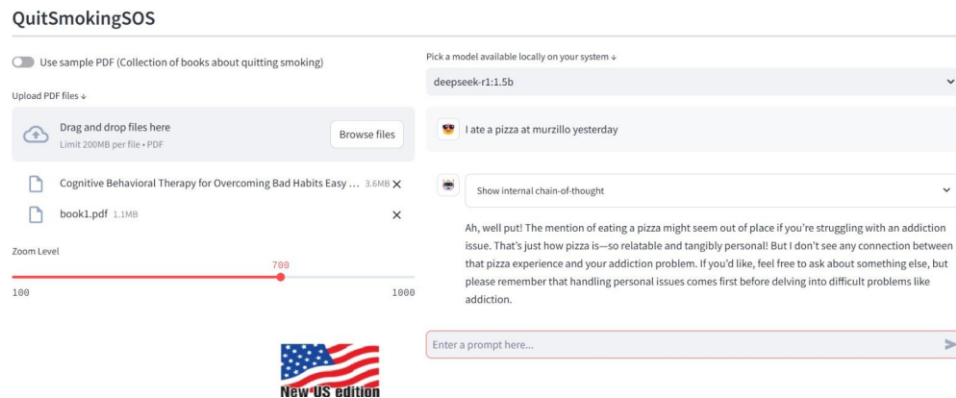 QuitSmokingSOS
Use sample PDF (Collection of books about quitting smoking)
Upload PDF files ↓
Drag and drop files here
Limit 200MB per file • PDF
Browse files
Cognitive Behavioral Therapy for Overcoming Bad Habits Easy ... 3.6MB
book1.pdf 1.1MB
Zoom Level
700
100 1000
New US edition
Pick a model available locally on your system ↓
deepseek-r1:1.5b
I ate a pizza at murzillo yesterday
Show internal chain-of-thought
Ah, well put! The mention of eating a pizza might seem out of place if you're struggling with an addiction
issue. That's just how pizza is—so relatable and tangibly personal! But I don't see any connection between
that pizza experience and your addiction problem. If you'd like, feel free to ask about something else, but
please remember that handling personal issues comes first before delving into difficult problems like
addiction.
Enter a prompt here...